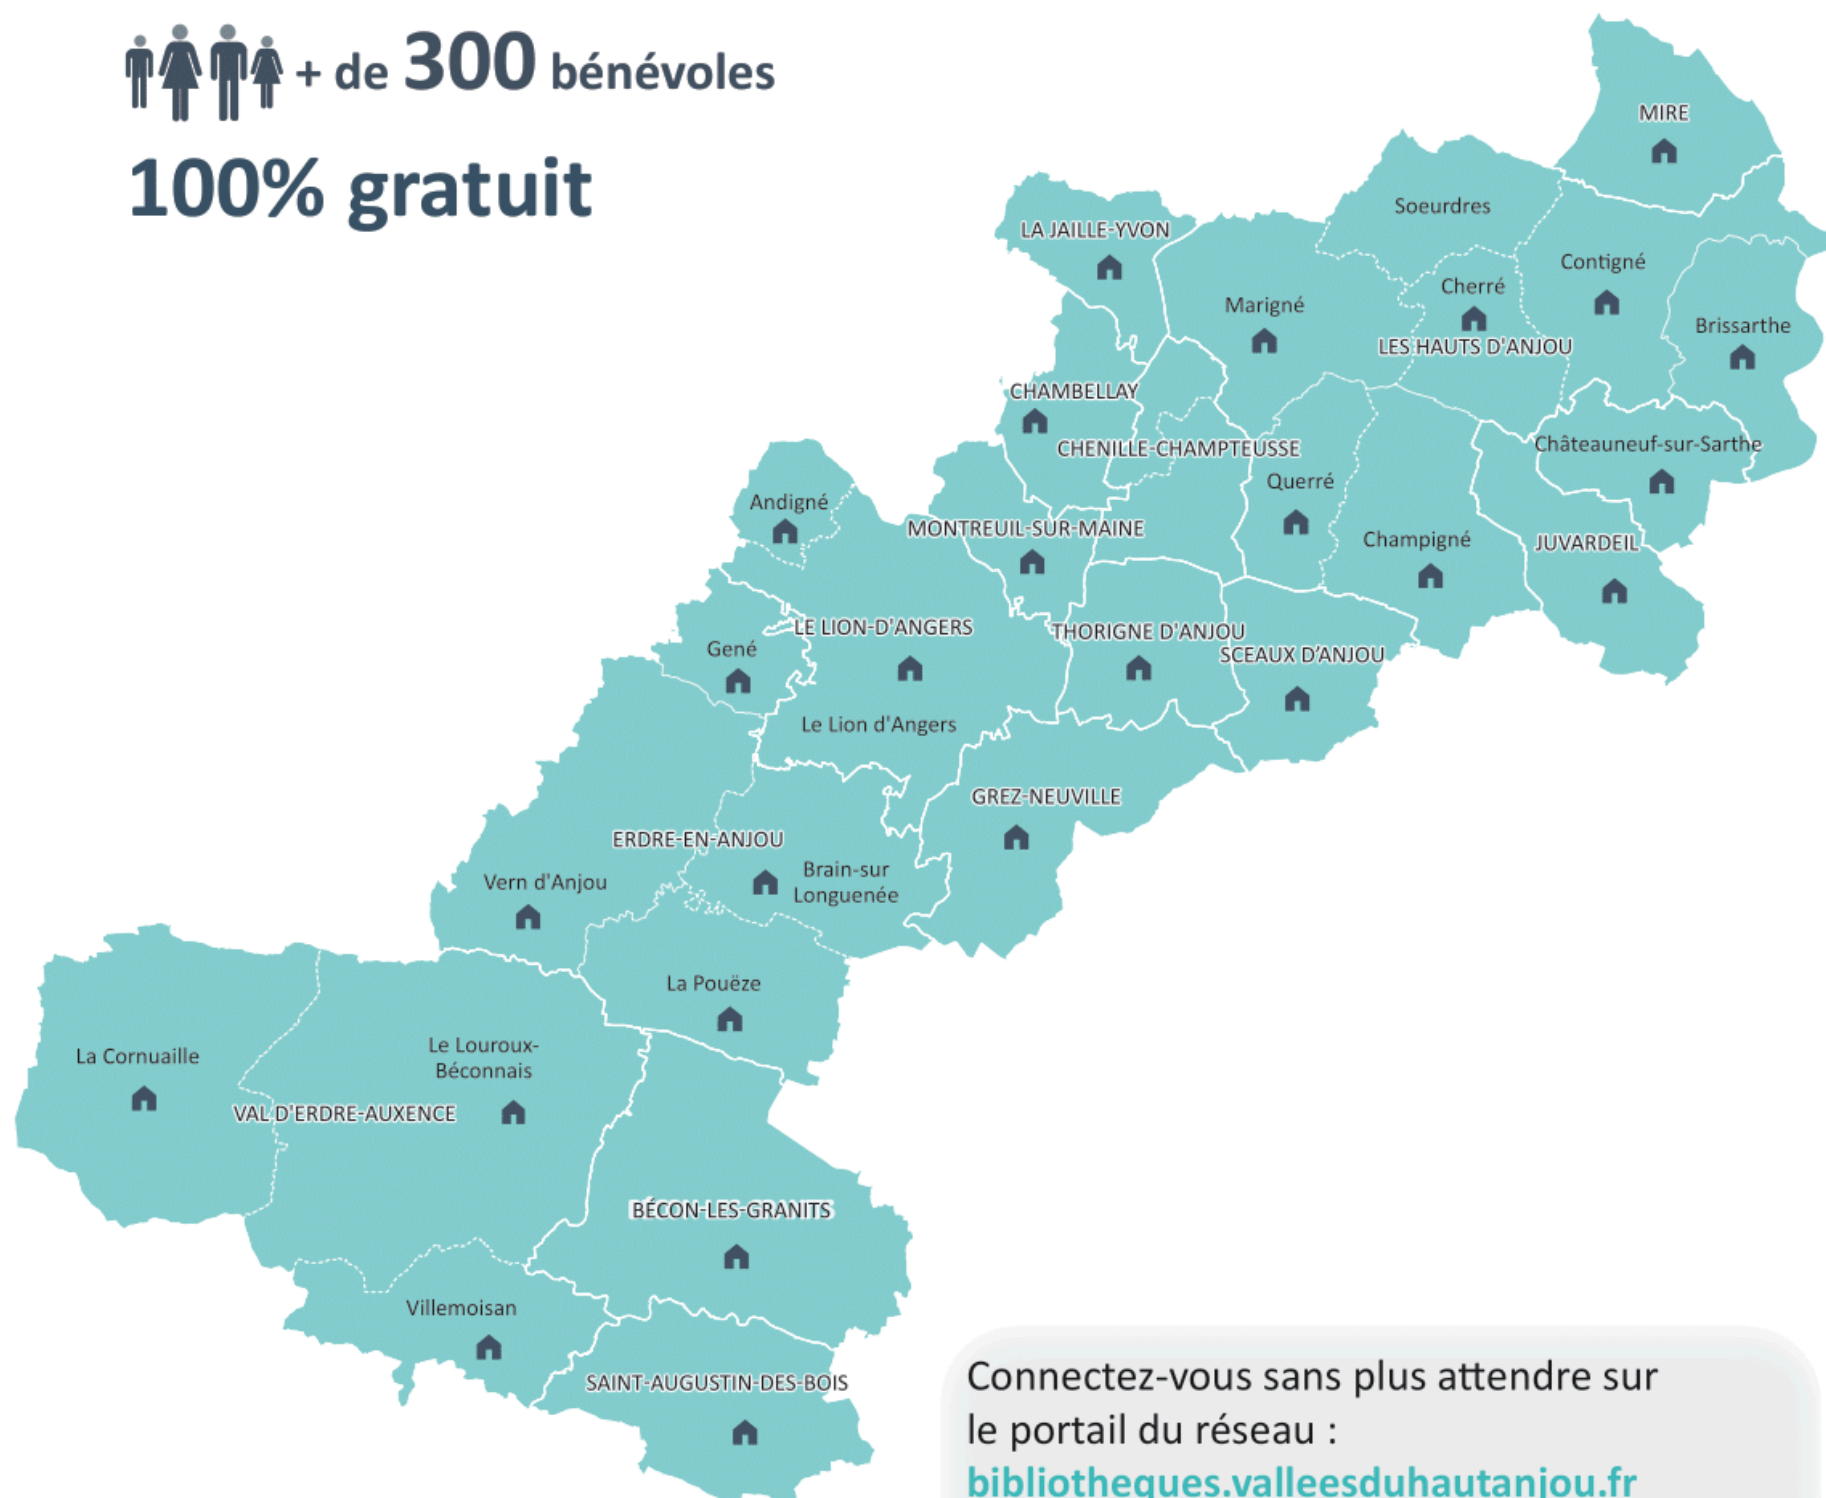 + de 300 bénévoles
100% gratuit
MIRE
Soeurdres
LA JAILLE-YVON
Contigné
Cherré
Marigné
Brissarthe
LES HAUTS D'ANJOU
CHAMBELLAY
Châteauneuf-sur-Sarthe
CHENILLE-CHAMPTEUSSE
Querré
Andigné
MONTREUIL-SUR-MAINE
Champigné
JUVARDEIL
LE LION-D'ANGERS
THORIGNE D'ANJOU
Gené
SCEAUX D'ANJOU
Le Lion d'Angers
GREZ-NEUVILLE
ERDRE-EN-ANJOU
Brain-sur
Longuenée
Vern d'Anjou
La Pouëze
Le Louroux-
Béconnais
La Cornuaille
VAL D'ERDRE-AUXENCE
BÉCON-LES-GRANITS
Villemoisan
SAINT-AUGUSTIN-DES-BOIS
Connectez-vous sans plus attendre sur
le portail du réseau :
bibliotheques.valleesduhautanjou.fr